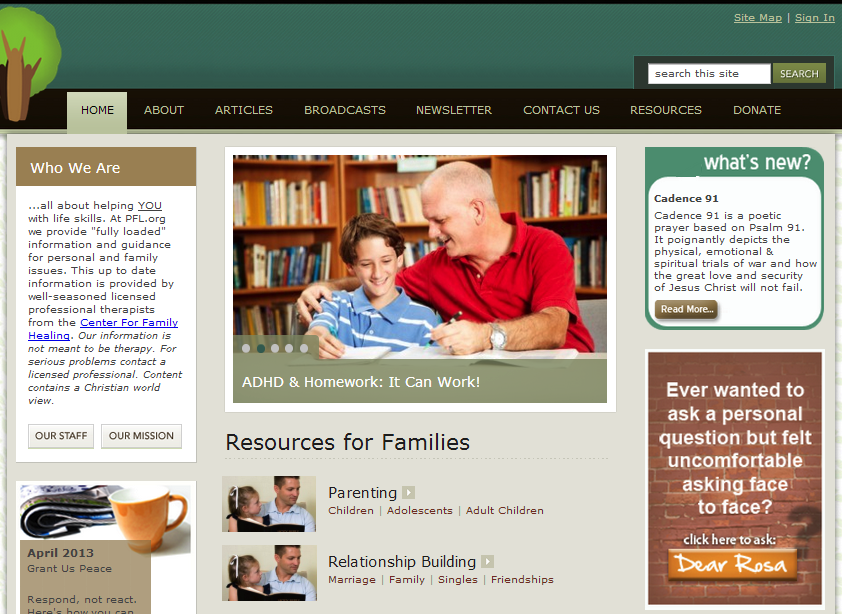 Site Map | Sign In
search this site SEARCH
HOME ABOUT ARTICLES BROADCASTS NEWSLETTER CONTACT US RESOURCES DONATE
Who We Are
...all about helping YOU
with life skills. At PFL.org
we provide "fully loaded"
information and guidance
for personal and family
issues. This up to date
information is provided by
well-seasoned licensed
professional therapists
from the Center For Family
Healing. Our information is
not meant to be therapy. For
serious problems contact a
licensed professional. Content
contains a Christian world
view.
OUR STAFF OUR MISSION
April 2013
Grant Us Peace
Respond, not react.
Here's how you can
ADHD & Homework: It Can Work!
Resources for Families
Parenting
Children | Adolescents | Adult Children
Relationship Building
Marriage | Family | Singles | Friendships
what's new?
Cadence 91
Cadence 91 is a poetic
prayer based on Psalm 91.
It poignantly depicts the
physical, emotional &
spiritual trials of war and how
the great love and security
of Jesus Christ will not fail.
Read More...
Ever wanted to
ask a personal
question but felt
uncomfortable
asking face
to face?
click here to ask:
Dear Rosa